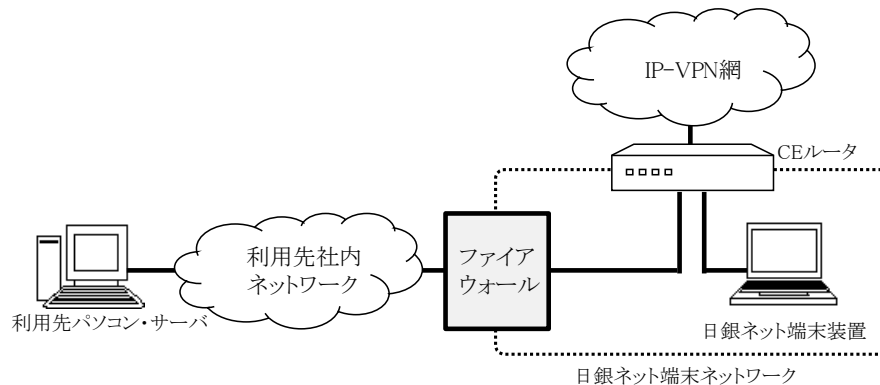 IP-VPN網
CEルータ
利用先社内
ネットワーク
ファイア
ウォール
利用先パソコン・サーバ
日銀ネット端末装置
日銀ネット端末ネットワーク